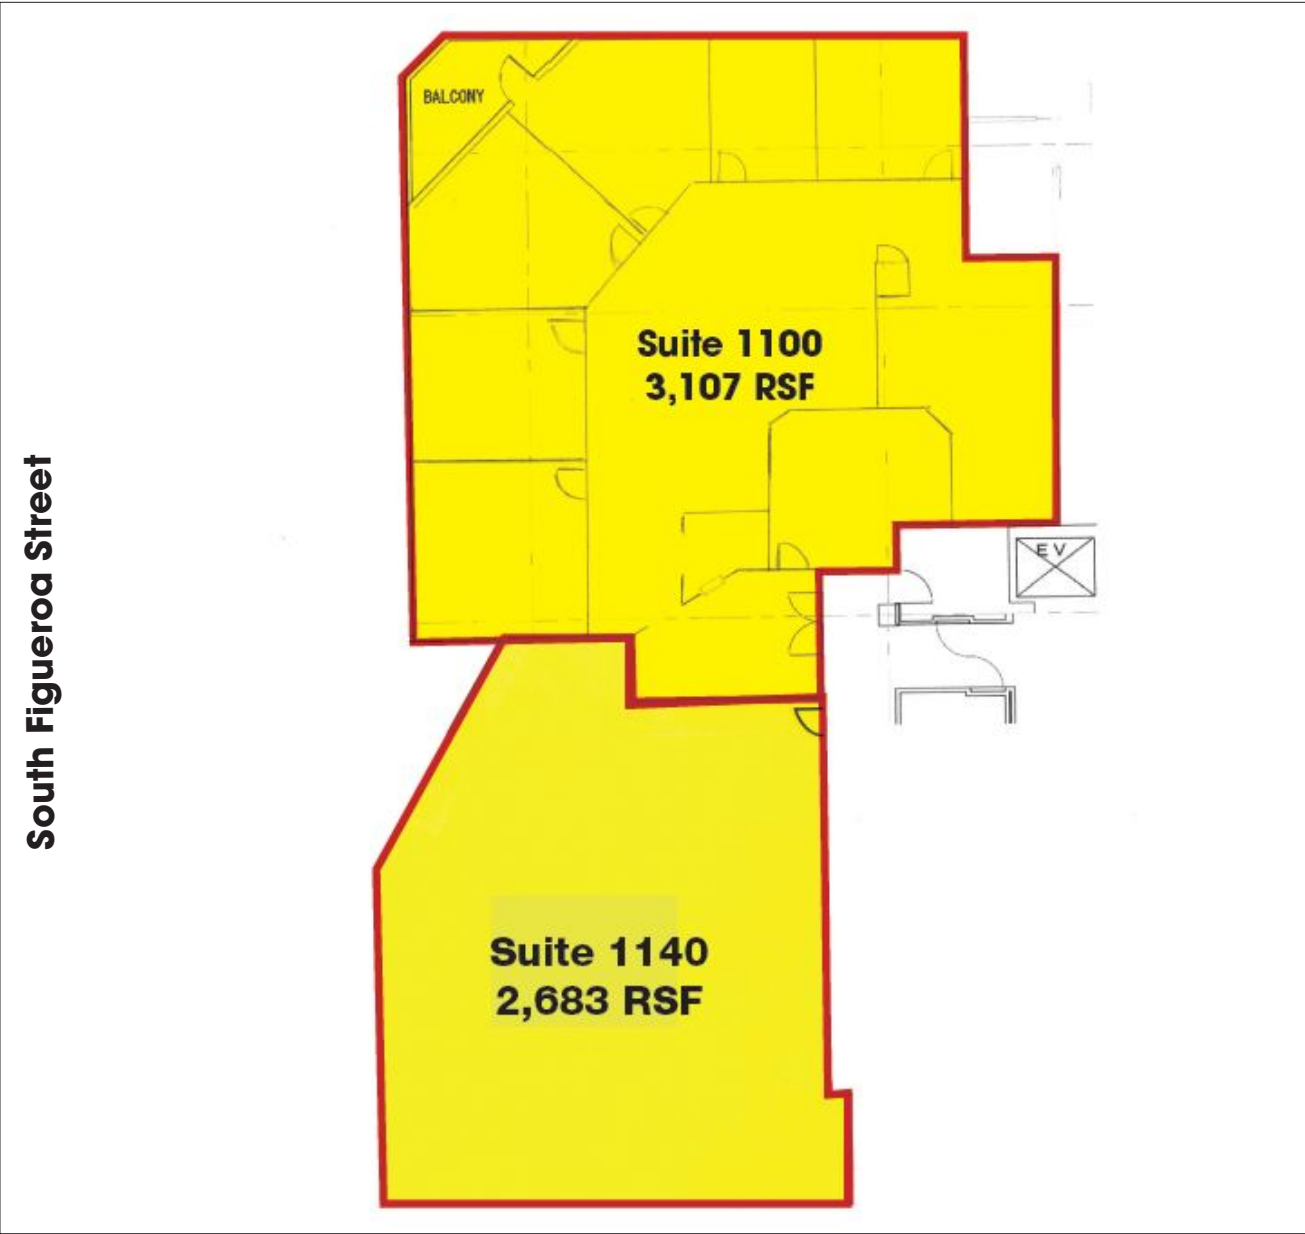 BALCONY
Suite 1100
3,107 RSF
South Figueroa Street
EV
Suite 1140
2,683 RSF